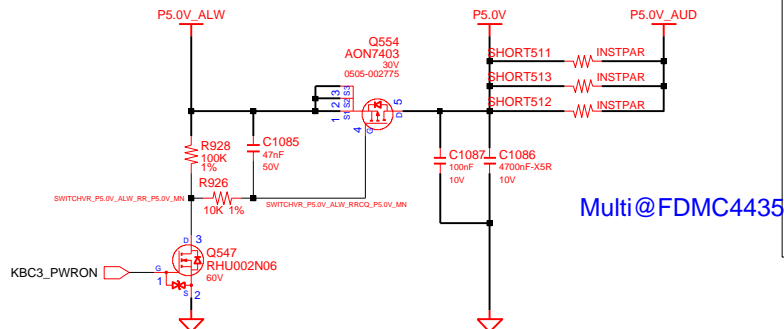 P5.0V_ALW
P5.0V
P5.0V_AUD
Q554
AON7403
30V
0505-002775
SHORT511
INSTPAR
SHORT513
INSTPAR
SHORT512
INSTPAR
S3
3
S2
2
S1
1
5
D
4
G
R928
100K
1%
C1085
47nF
50V
C1087
100nF
10V
C1086
4700nF-X5R
10V
R926
10K 1%
SWITCHVR_P5.0V_ALW_RR_P5.0V_MN
SWITCHVR_P5.0V_ALW_RRCQ_P5.0V_MN
Multi@FDMC4435
D
3
Q547
RHU002N06
60V
KBC3_PWRON
G
1
S
2